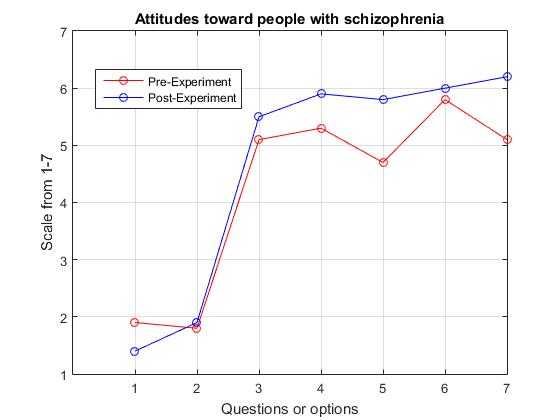 Attitudes toward people with schizophrenia
7
6
5
4
3
2
1
Scale from 1-7
Pre-Experiment
Post-Experiment
1 2 3 4 5 6 7
Questions or options